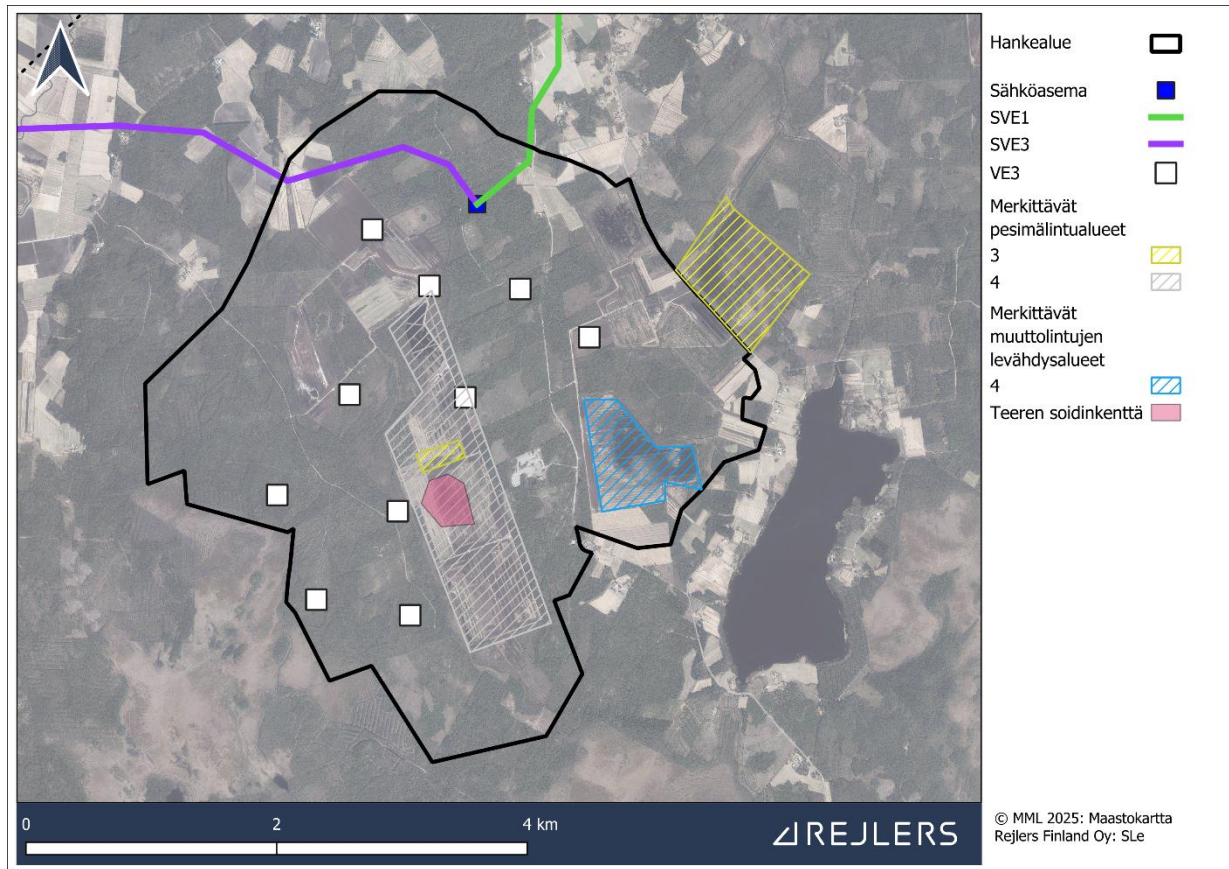 Hankealue
Sähköasema
SVE1
SVE3
VE3
Merkittävät
pesimälintualueet
3
4
Merkittävät
muuttolintujen
levähdysalueet
4
Teeren soidinkenttä
0
2
4 km
REJLERS
© MML 2025: Maastokartta
Rejlers Finland Oy: SLe